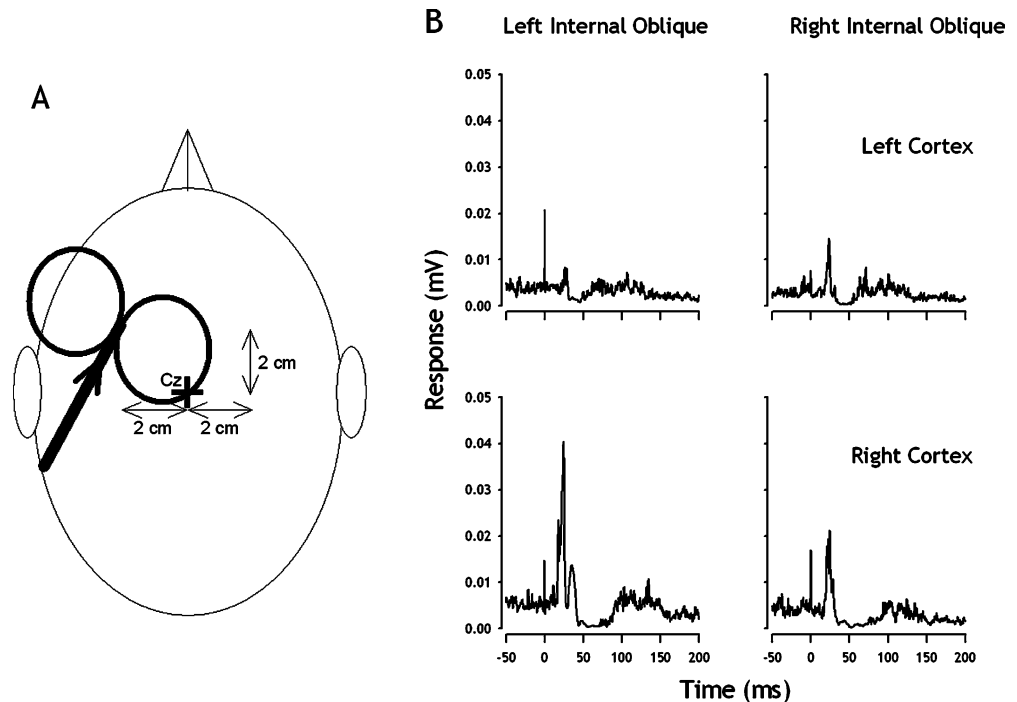 A
Cz
2 cm
2 cm
2 cm
B
Left Internal Oblique
Right Internal Oblique
Response (mV)
0.05
0.04
0.03
0.02
0.01
0.00
Left Cortex
0.05
0.04
0.03
0.02
0.01
0.00
Right Cortex
-50 0 50 100 150 200
-50 0 50 100 150 200
Time (ms)